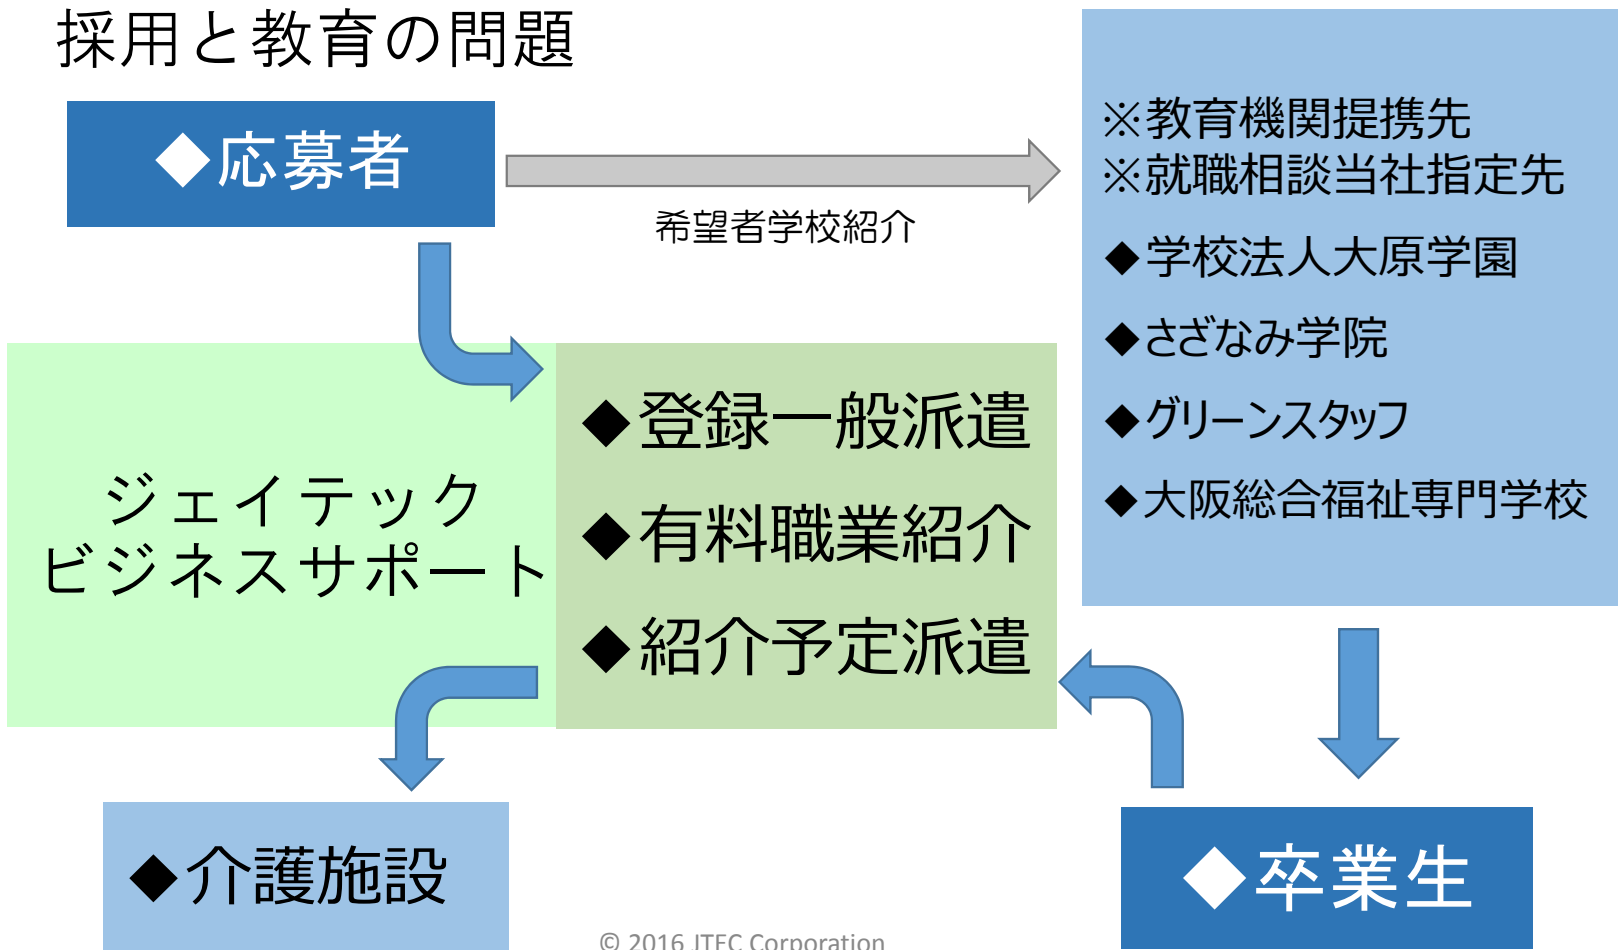 採用と教育の問題
◆応募者
希望者学校紹介
※教育機関提携先
※就職相談当社指定先
◆学校法人大原学園
◆さざなみ学院
◆グリーンスタッフ
◆大阪総合福祉専門学校
ジェイテック
ビジネスサポート
◆登録一般派遣
◆有料職業紹介
◆紹介予定派遣
◆介護施設
◆卒業生
© 2016 JTEC Corporation